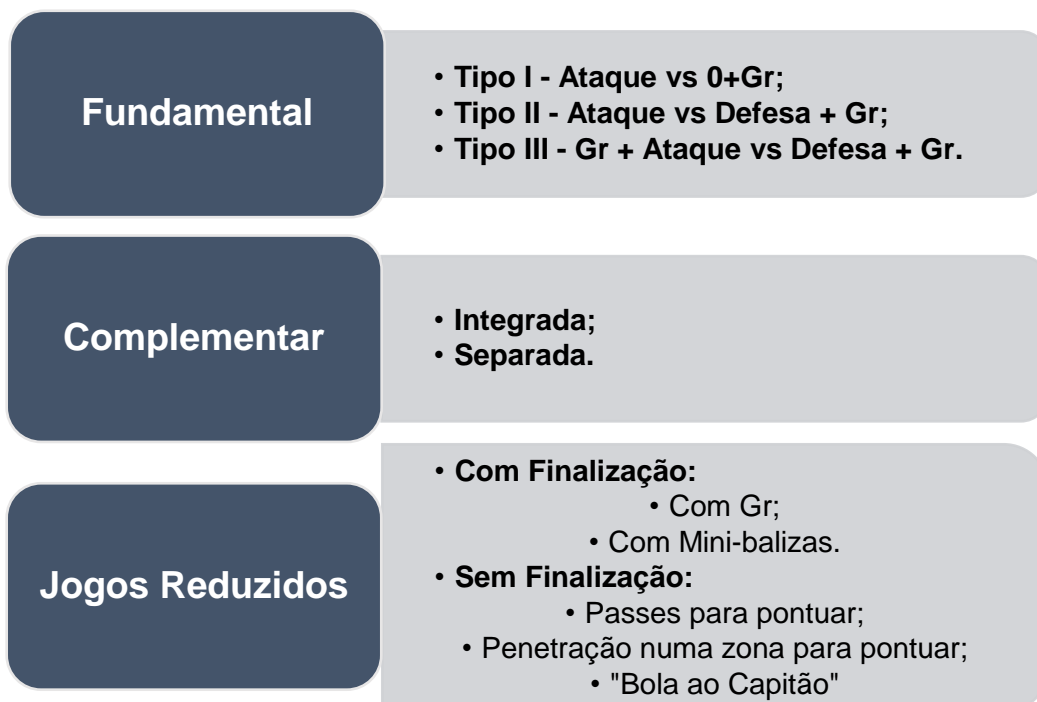 Fundamental
• Tipo I - Ataque vs 0+Gr;
• Tipo II - Ataque vs Defesa + Gr;
• Tipo III - Gr + Ataque vs Defesa + Gr.
Complementar
• Integrada;
• Separada.
Jogos Reduzidos
• Com Finalização:
• Com Gr;
• Com Mini-balizas.
• Sem Finalização:
• Passes para pontuar;
• Penetração numa zona para pontuar;
• "Bola ao Capitão"